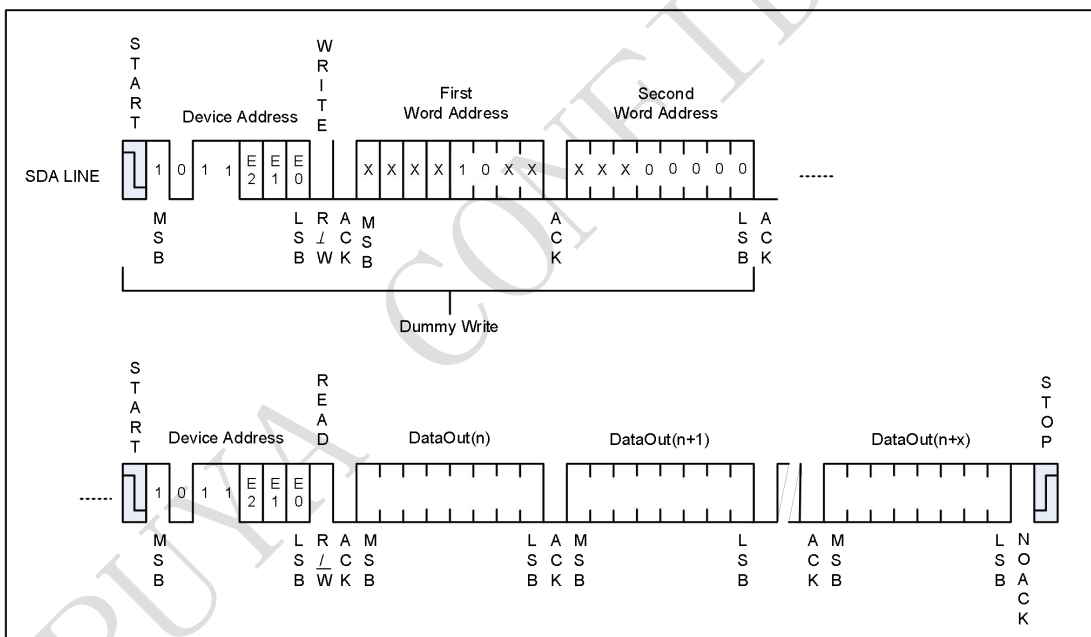 START
WRITE
First
Word Address
Second
Word Address
Device Address
SDA LINE
1 0 1 1 E2 E1 E0
X X X X 1 0 X X
X X X 0 0 0 0 0
......
MSB
LSB
R/W
ACK
MSB
ACK
LSB
ACK
Dummy Write
START
READ
STOP
Device Address
DataOut(n)
DataOut(n+1)
DataOut(n+x)
......
1 0 1 1 E2 E1 E0
MSB
LSB
R/W
ACK
MSB
LSB
ACK
MSB
LSB
ACK
MSB
LSB
NOACK
PUYA CONFID